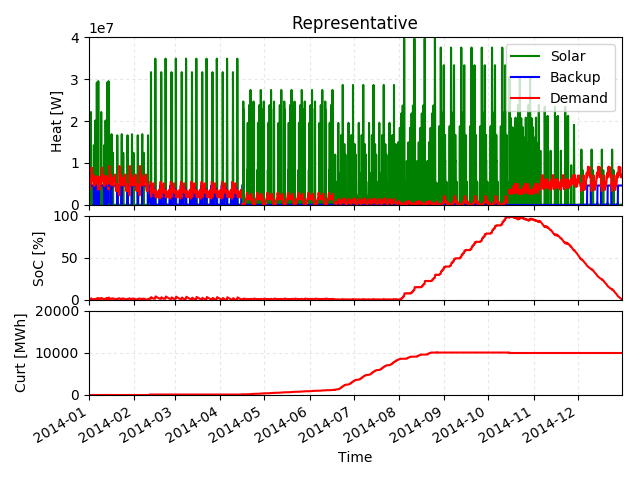 Representative
1e7
Heat [W]
4
3
2
1
0
Solar
Backup
Demand
SoC [%]
100
50
0
Curt [MWh]
20000
10000
0
2014-01
2014-02
2014-03
2014-04
2014-05
2014-06
2014-07
2014-08
2014-09
2014-10
2014-11
2014-12
Time